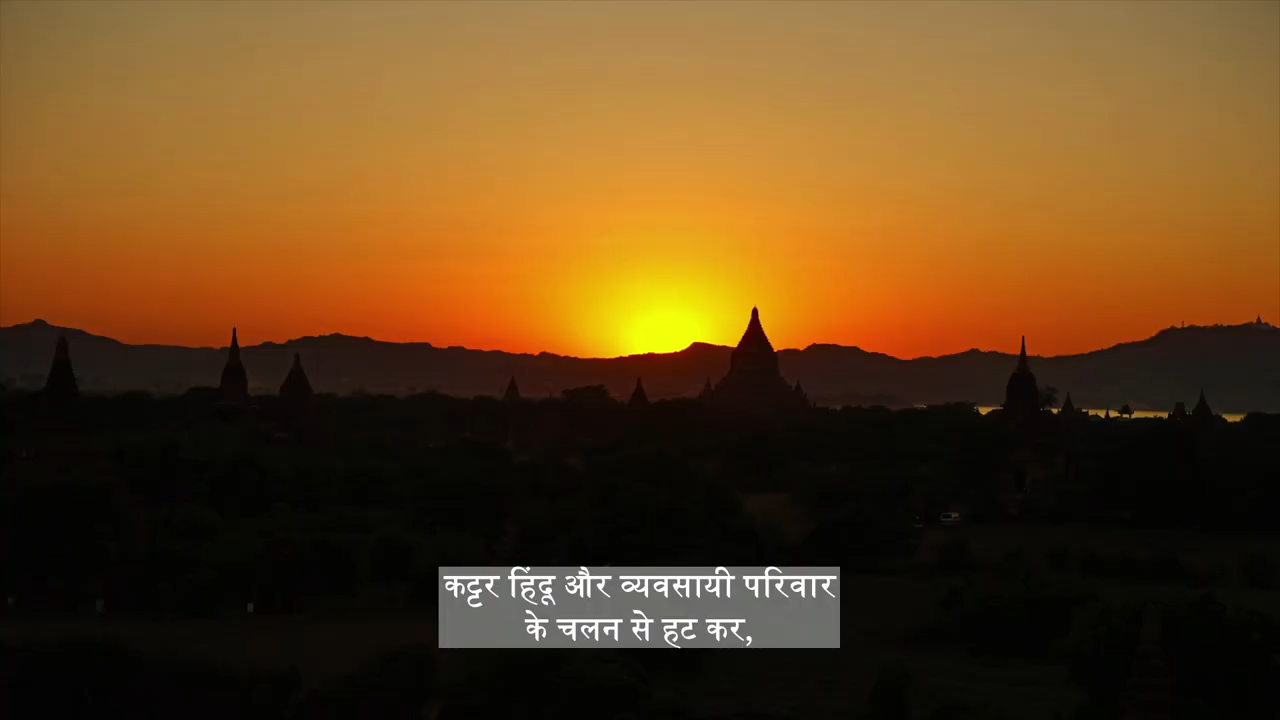 कट्टर हिंदू और व्यवसायी परिवार
के चलन से हट कर,